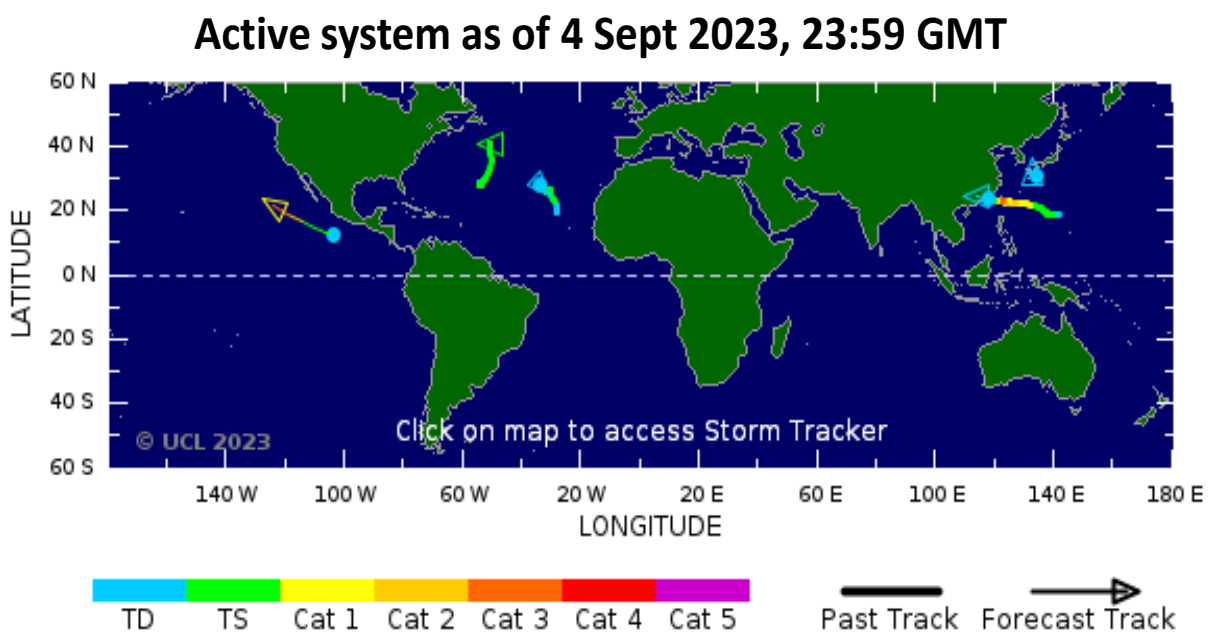 Active system as of 4 Sept 2023, 23:59 GMT
60 N
40 N
20 N
0 N
20 S
40 S
60 S
LATITUDE
© UCL 2023
Click on map to access Storm Tracker
140 W 100 W 60 W 20 W 20 E 60 E 100 E 140 E 180 E
LONGITUDE
TD TS Cat 1 Cat 2 Cat 3 Cat 4 Cat 5 Past Track Forecast Track